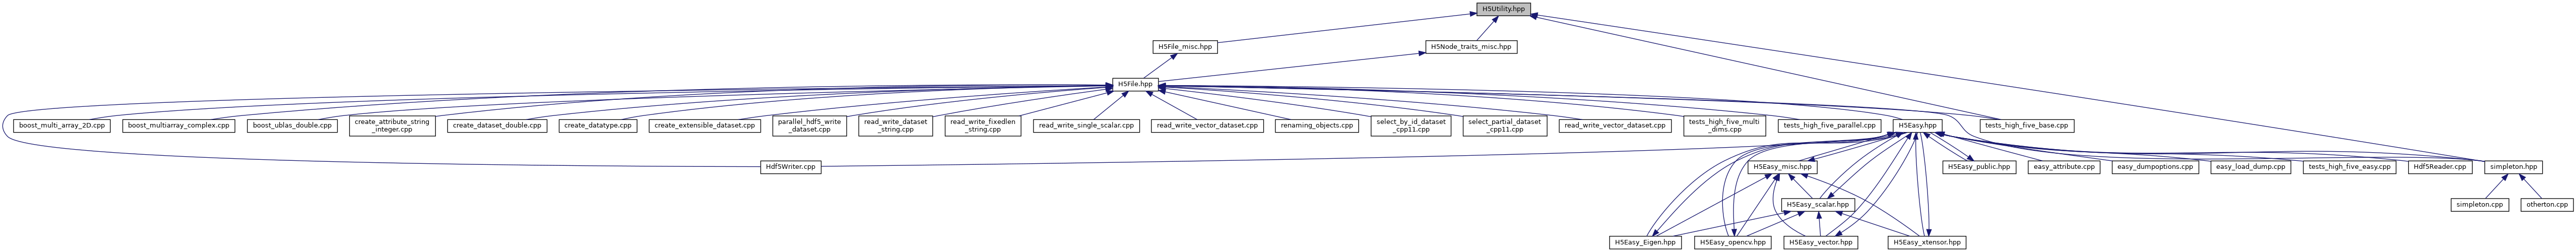 H5Utility.hpp
H5File_misc.hpp
H5Node_traits_misc.hpp
H5File.hpp
boost_multi_array_2D.cpp
boost_multiarray_complex.cpp
boost_ublas_double.cpp
create_attribute_string
_integer.cpp
create_dataset_double.cpp
create_datatype.cpp
create_extensible_dataset.cpp
parallel_hdf5_write
_dataset.cpp
read_write_dataset
_string.cpp
read_write_fixedlen
_string.cpp
read_write_single_scalar.cpp
read_write_vector_dataset.cpp
renaming_objects.cpp
select_by_id_dataset
_cpp11.cpp
select_partial_dataset
_cpp11.cpp
read_write_vector_dataset.cpp
tests_high_five_multi
_dims.cpp
tests_high_five_parallel.cpp
H5Easy.hpp
tests_high_five_base.cpp
Hdf5Writer.cpp
H5Easy_misc.hpp
H5Easy_public.hpp
easy_attribute.cpp
easy_dumpoptions.cpp
easy_load_dump.cpp
tests_high_five_easy.cpp
Hdf5Reader.cpp
simpleton.hpp
H5Easy_scalar.hpp
simpleton.cpp
otherton.cpp
H5Easy_Eigen.hpp
H5Easy_opencv.hpp
H5Easy_vector.hpp
H5Easy_xtensor.hpp